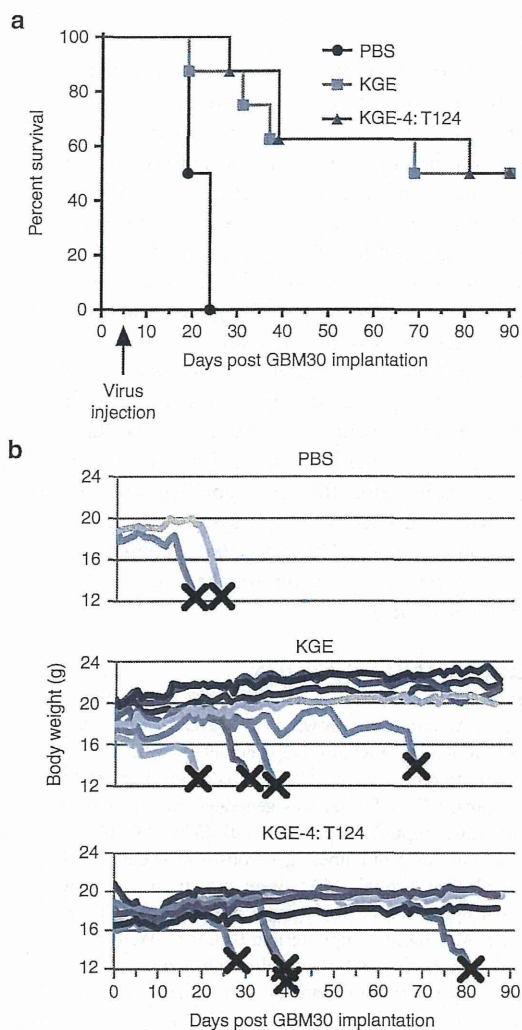 a
100
80
60
40
20
0
Percent survival
PBS
KGE
KGE-4: T124
0 10 20 30 40 50 60 70 80 90
Days post GBM30 implantation
Virus
injection
b
PBS
24
20
16
12
KGE
24
20
16
12
Body weight (g)
KGE-4: T124
24
20
16
12
0 10 20 30 40 50 60 70 80 90
Days post GBM30 implantation